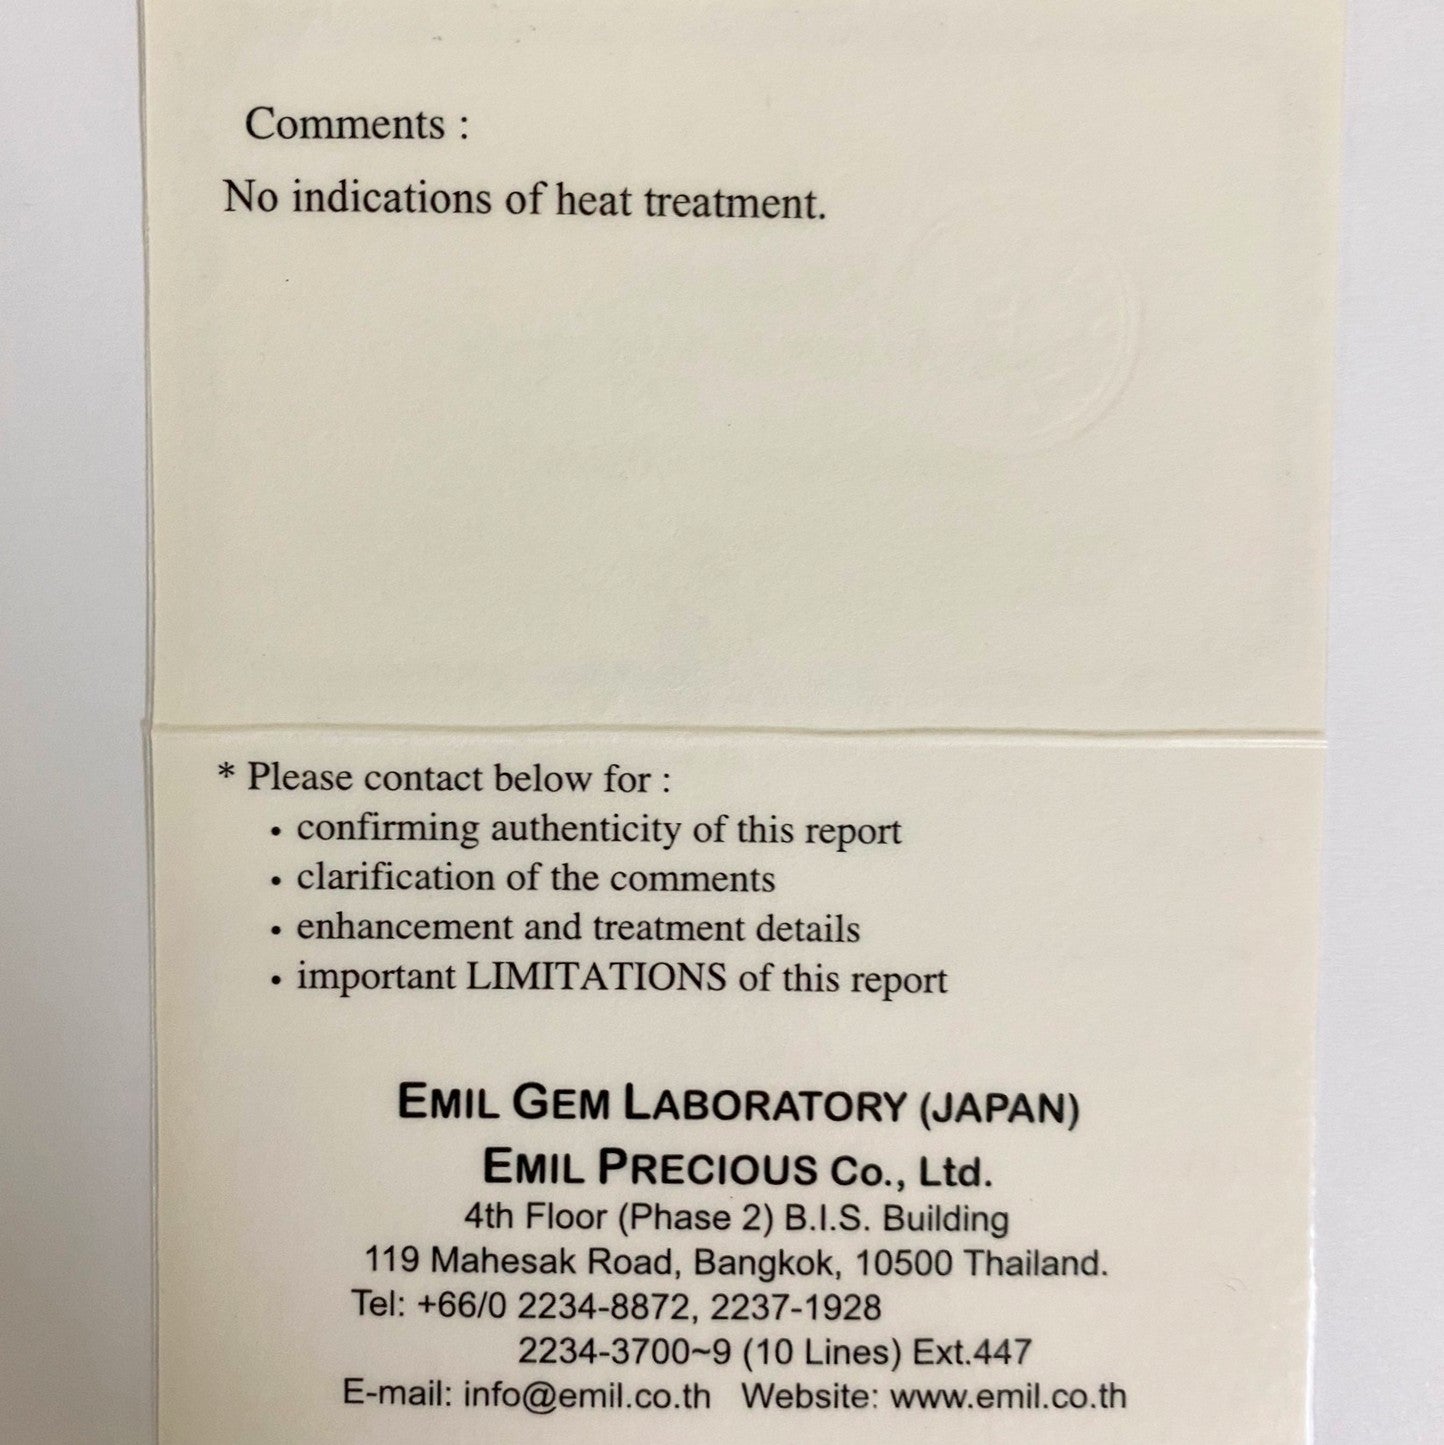 Comments :
No indications of heat treatment.
* Please contact below for :
• confirming authenticity of this report
• clarification of the comments
• enhancement and treatment details
• important LIMITATIONS of this report
EMIL GEM LABORATORY (JAPAN)
EMIL PRECIOUS Co., Ltd.
4th Floor (Phase 2) B.I.S. Building
119 Mahesak Road, Bangkok, 10500 Thailand.
Tel: +66/0 2234-8872, 2237-1928
2234-3700~9 (10 Lines) Ext.447
E-mail: info@emil.co.th Website: www.emil.co.th